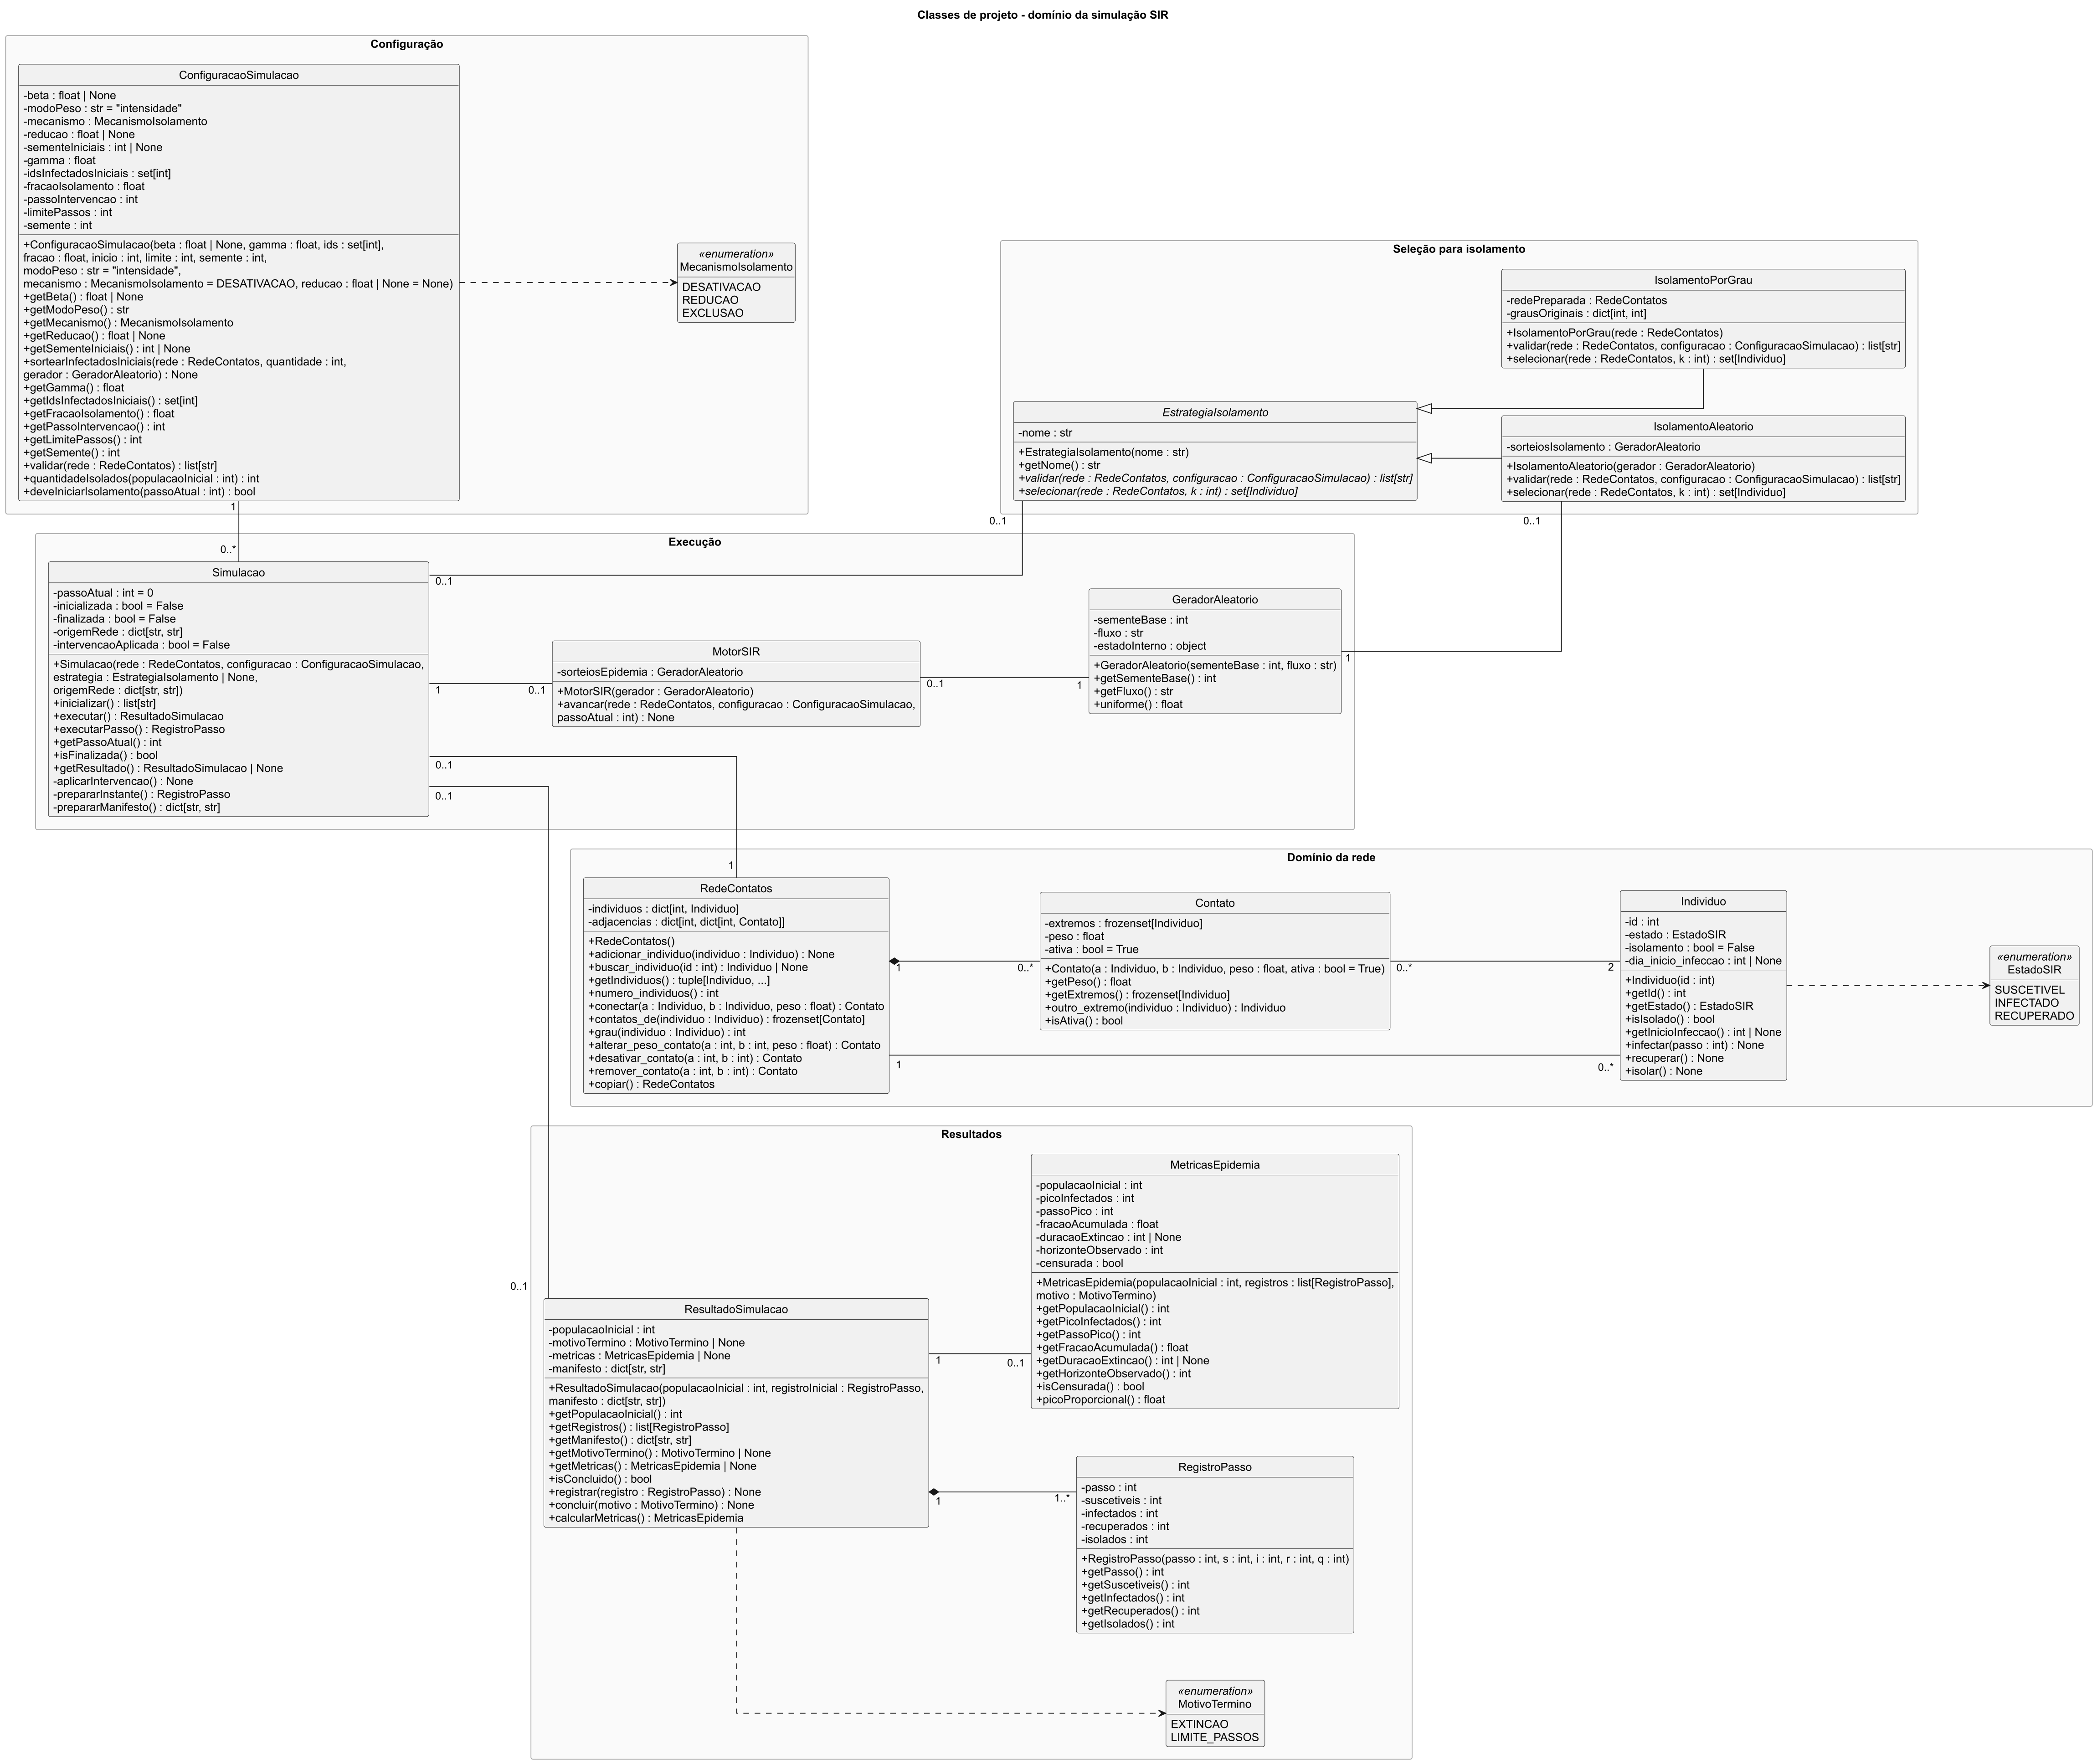 Classes de projeto - domínio da simulação SIR
Configuração
ConfiguracaoSimulacao
-beta : float | None
-modoPeso : str = "intensidade"
-mecanismo : MecanismoIsolamento
-reducao : float | None
-sementeIniciais : int | None
-gamma : float
-idsInfectadosIniciais : set[int]
-fracaoIsolamento : float
-passoIntervencao : int
-limitePassos : int
-semente : int
+ConfiguracaoSimulacao(beta : float | None, gamma : float, ids : set[int],
fracao : float, inicio : int, limite : int, semente : int,
modoPeso : str = "intensidade",
mecanismo : MecanismoIsolamento = DESATIVACAO, reducao : float | None = None)
+getBeta() : float | None
+getModoPeso() : str
+getMecanismo() : MecanismoIsolamento
+getReducao() : float | None
+getSementeIniciais() : int | None
+sortearInfectadosIniciais(rede : RedeContatos, quantidade : int,
gerador : GeradorAleatorio) : None
+getGamma() : float
+getIdsInfectadosIniciais() : set[int]
+getFracaoIsolamento() : float
+getPassoIntervencao() : int
+getLimitePassos() : int
+getSemente() : int
+validar(rede : RedeContatos) : list[str]
+quantidadeIsolados(populacaoInicial : int) : int
+deveIniciarIsolamento(passoAtual : int) : bool
«enumeration»
MecanismoIsolamento
DESATIVACAO
REDUCAO
EXCLUSAO
Seleção para isolamento
IsolamentoPorGrau
-redePreparada : RedeContatos
-grausOriginais : dict[int, int]
+IsolamentoPorGrau(rede : RedeContatos)
+validar(rede : RedeContatos, configuracao : ConfiguracaoSimulacao) : list[str]
+selecionar(rede : RedeContatos, k : int) : set[Individuo]
EstrategiaIsolamento
-nome : str
+EstrategiaIsolamento(nome : str)
+getNome() : str
+validar(rede : RedeContatos, configuracao : ConfiguracaoSimulacao) : list[str]
+selecionar(rede : RedeContatos, k : int) : set[Individuo]
IsolamentoAleatorio
-sorteiosIsolamento : GeradorAleatorio
+IsolamentoAleatorio(gerador : GeradorAleatorio)
+validar(rede : RedeContatos, configuracao : ConfiguracaoSimulacao) : list[str]
+selecionar(rede : RedeContatos, k : int) : set[Individuo]
1
0..*
0..1
0..1
Execução
Simulacao
-passoAtual : int = 0
-inicializada : bool = False
-finalizada : bool = False
-origemRede : dict[str, str]
-intervencaoAplicada : bool = False
+Simulacao(rede : RedeContatos, configuracao : ConfiguracaoSimulacao,
estrategia : EstrategiaIsolamento | None,
origemRede : dict[str, str])
+inicializar() : list[str]
+executar() : ResultadoSimulacao
+executarPasso() : RegistroPasso
+getPassoAtual() : int
+isFinalizada() : bool
+getResultado() : ResultadoSimulacao | None
-aplicarIntervencao() : None
-prepararInstante() : RegistroPasso
-prepararManifesto() : dict[str, str]
0..1
1
0..1
0..1
0..1
MotorSIR
-sorteiosEpidemia : GeradorAleatorio
+MotorSIR(gerador : GeradorAleatorio)
+avancar(rede : RedeContatos, configuracao : ConfiguracaoSimulacao,
passoAtual : int) : None
0..1
1
GeradorAleatorio
-sementeBase : int
-fluxo : str
-estadoInterno : object
+GeradorAleatorio(sementeBase : int, fluxo : str)
+getSementeBase() : int
+getFluxo() : str
+uniforme() : float
1
Domínio da rede
1
RedeContatos
-individuos : dict[int, Individuo]
-adjacencias : dict[int, dict[int, Contato]]
+RedeContatos()
+adicionar_individuo(individuo : Individuo) : None
+buscar_individuo(id : int) : Individuo | None
+getIndividuos() : tuple[Individuo, ...]
+numero_individuos() : int
+conectar(a : Individuo, b : Individuo, peso : float) : Contato
+contatos_de(individuo : Individuo) : frozenset[Contato]
+grau(individuo : Individuo) : int
+alterar_peso_contato(a : int, b : int, peso : float) : Contato
+desativar_contato(a : int, b : int) : Contato
+remover_contato(a : int, b : int) : Contato
+copiar() : RedeContatos
1
0..*
1
0..*
Contato
-extremos : frozenset[Individuo]
-peso : float
-ativa : bool = True
+Contato(a : Individuo, b : Individuo, peso : float, ativa : bool = True)
+getPeso() : float
+getExtremos() : frozenset[Individuo]
+outro_extremo(individuo : Individuo) : Individuo
+isAtiva() : bool
0..*
2
Individuo
-id : int
-estado : EstadoSIR
-isolamento : bool = False
-dia_inicio_infeccao : int | None
+Individuo(id : int)
+getId() : int
+getEstado() : EstadoSIR
+isIsolado() : bool
+getInicioInfeccao() : int | None
+infectar(passo : int) : None
+recuperar() : None
+isolar() : None
«enumeration»
EstadoSIR
SUSCETIVEL
INFECTADO
RECUPERADO
Resultados
0..1
ResultadoSimulacao
-populacaoInicial : int
-motivoTermino : MotivoTermino | None
-metricas : MetricasEpidemia | None
-manifesto : dict[str, str]
+ResultadoSimulacao(populacaoInicial : int, registroInicial : RegistroPasso,
manifesto : dict[str, str])
+getPopulacaoInicial() : int
+getRegistros() : list[RegistroPasso]
+getManifesto() : dict[str, str]
+getMotivoTermino() : MotivoTermino | None
+getMetricas() : MetricasEpidemia | None
+isConcluido() : bool
+registrar(registro : RegistroPasso) : None
+concluir(motivo : MotivoTermino) : None
+calcularMetricas() : MetricasEpidemia
1
0..1
1
1..*
MetricasEpidemia
-populacaoInicial : int
-picoInfectados : int
-passoPico : int
-fracaoAcumulada : float
-duracaoExtincao : int | None
-horizonteObservado : int
-censurada : bool
+MetricasEpidemia(populacaoInicial : int, registros : list[RegistroPasso],
motivo : MotivoTermino)
+getPopulacaoInicial() : int
+getPicoInfectados() : int
+getPassoPico() : int
+getFracaoAcumulada() : float
+getDuracaoExtincao() : int | None
+getHorizonteObservado() : int
+isCensurada() : bool
+picoProporcional() : float
RegistroPasso
-passo : int
-suscetiveis : int
-infectados : int
-recuperados : int
-isolados : int
+RegistroPasso(passo : int, s : int, i : int, r : int, q : int)
+getPasso() : int
+getSuscetiveis() : int
+getInfectados() : int
+getRecuperados() : int
+getIsolados() : int
«enumeration»
MotivoTermino
EXTINCAO
LIMITE_PASSOS